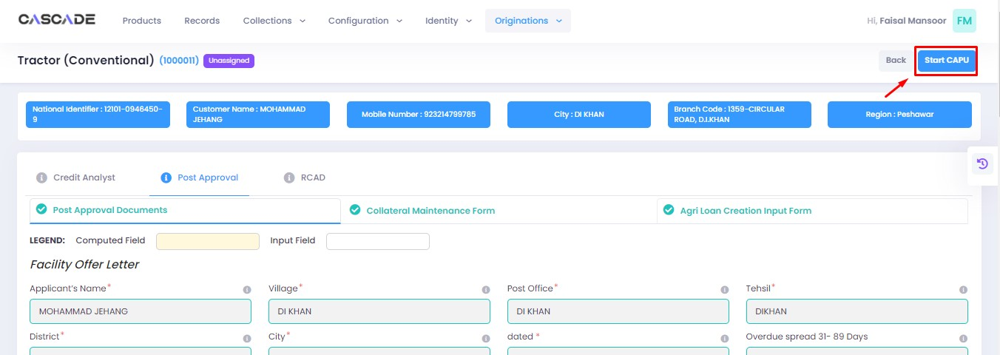 CASCADE Products Records Collections Configuration Identity Originations Hi, Faisal Mansoor FM
Tractor (Conventional) (1000011) Unassigned Back Start CAPU
National Identifier : 12101-0946450-
9
Customer Name : MOHAMMAD
JEHANG
Mobile Number : 923214799785
City : DI KHAN
Branch Code : 1359-CIRCULAR
ROAD, D.I.KHAN
Region : Peshawar
Credit Analyst Post Approval RCAD
Post Approval Documents Collateral Maintenance Form Agri Loan Creation Input Form
LEGEND: Computed Field Input Field
Facility Offer Letter
Applicant's Name* Village* Post Office* Tehsil*
MOHAMMAD JEHANG DI KHAN DI KHAN DIKHAN
District* City* dated * Overdue spread 31- 89 Days